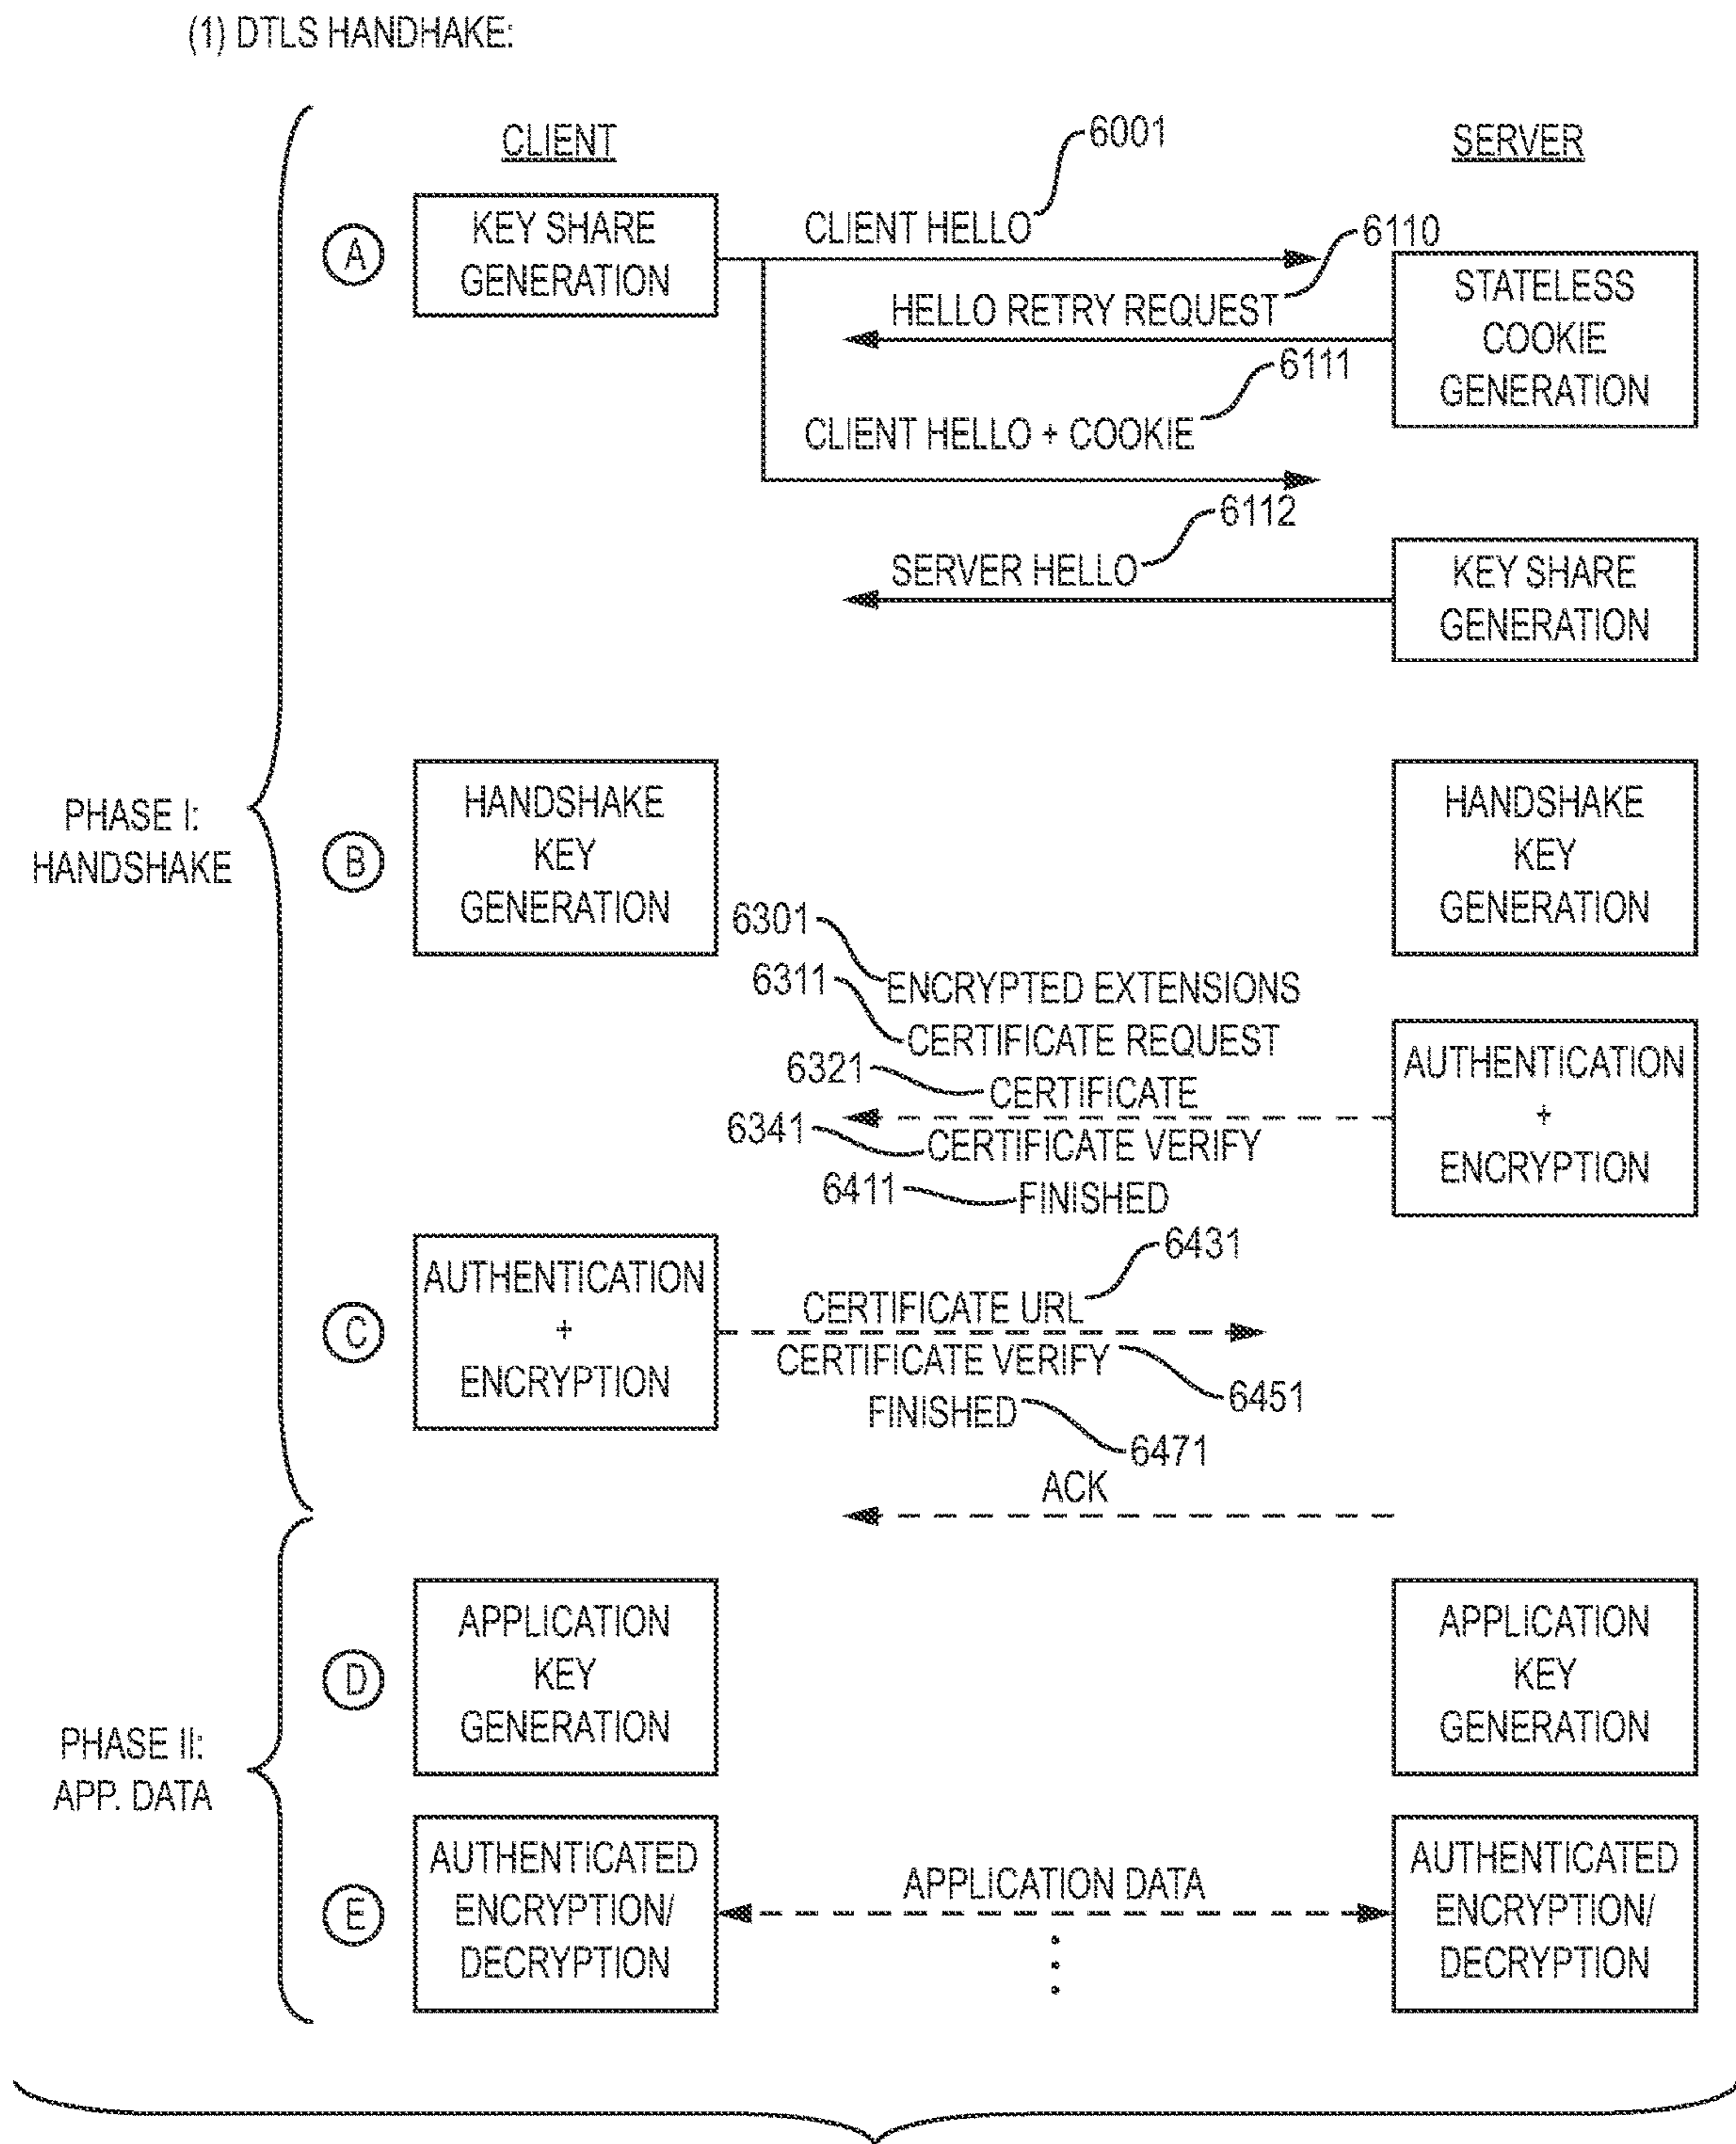 (1) DTLS HANDHAKE:
CLIENT
6001
SERVER
A
KEY SHARE
GENERATION
CLIENT HELLO
6110
HELLO RETRY REQUEST
STATELESS
COOKIE
GENERATION
6111
CLIENT HELLO + COOKIE
6112
SERVER HELLO
KEY SHARE
GENERATION
PHASE I:
HANDSHAKE
B
HANDSHAKE
KEY
GENERATION
HANDSHAKE
KEY
GENERATION
6301
ENCRYPTED EXTENSIONS
6311
CERTIFICATE REQUEST
6321
CERTIFICATE
6341
CERTIFICATE VERIFY
6411
FINISHED
AUTHENTICATION
+
ENCRYPTION
C
AUTHENTICATION
+
ENCRYPTION
6431
CERTIFICATE URL
CERTIFICATE VERIFY
6451
FINISHED
6471
ACK
PHASE II:
APP. DATA
D
APPLICATION
KEY
GENERATION
APPLICATION
KEY
GENERATION
E
AUTHENTICATED
ENCRYPTION/
DECRYPTION
APPLICATION DATA
AUTHENTICATED
ENCRYPTION/
DECRYPTION